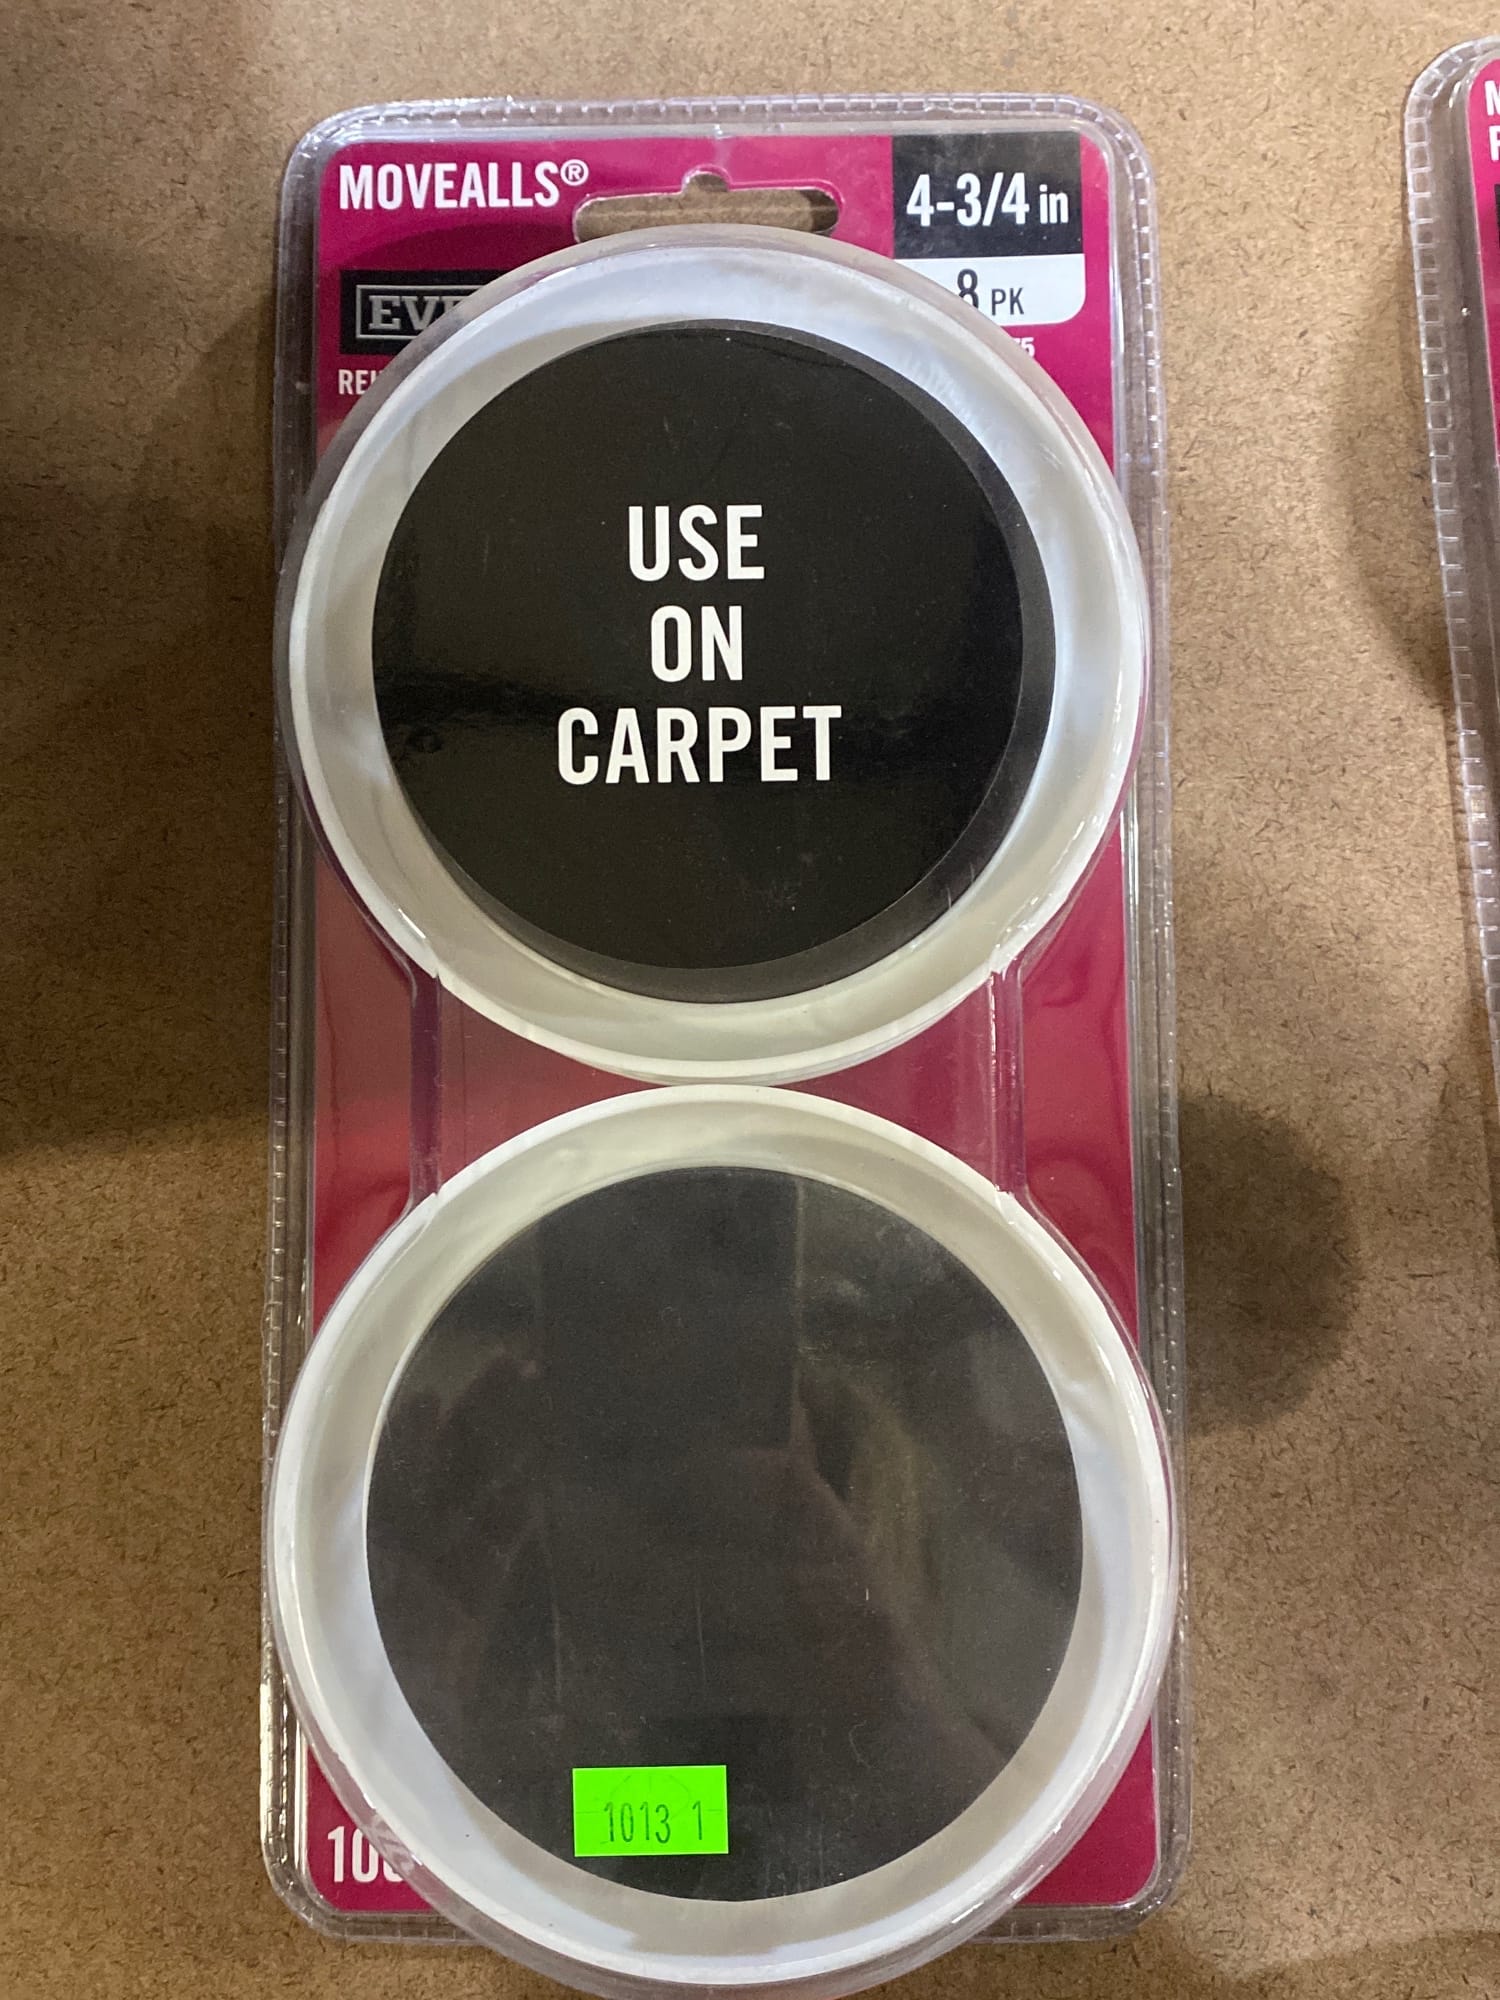 MOVEALLS®
4-3/4 in
8 PK
USE
ON
CARPET
1013 1